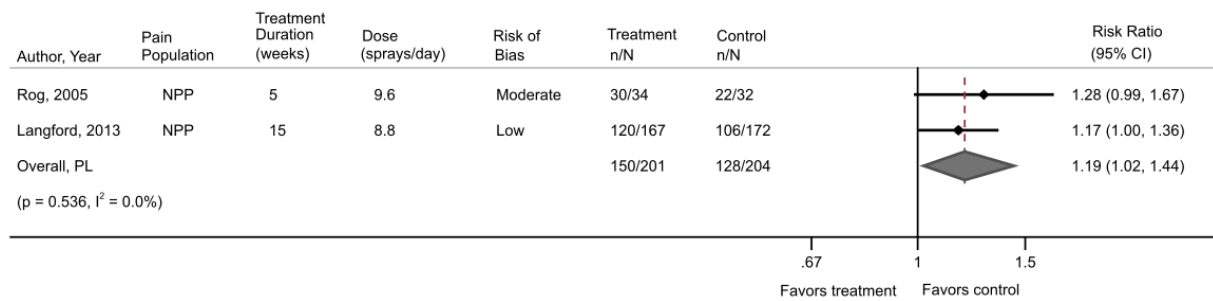 Author, Year Pain Population Treatment Duration (weeks) Dose (sprays/day) Risk of Bias Treatment n/N Control n/N Risk Ratio (95% CI)
Rog, 2005 NPP 5 9.6 Moderate 30/34 22/32 1.28 (0.99, 1.67)
Langford, 2013 NPP 15 8.8 Low 120/167 106/172 1.17 (1.00, 1.36)
Overall, PL 150/201 128/204 1.19 (1.02, 1.44)
(p = 0.536, I² = 0.0%)
.67 1 1.5
Favors treatment Favors control